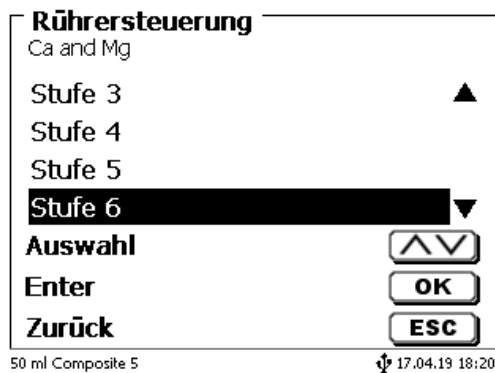 Rührersteuerung
Ca and Mg
Stufe 3
Stufe 4
Stufe 5
Stufe 6
Auswahl
Enter OK
Zurück ESC
50 ml Composite 5 17.04.19 18:20